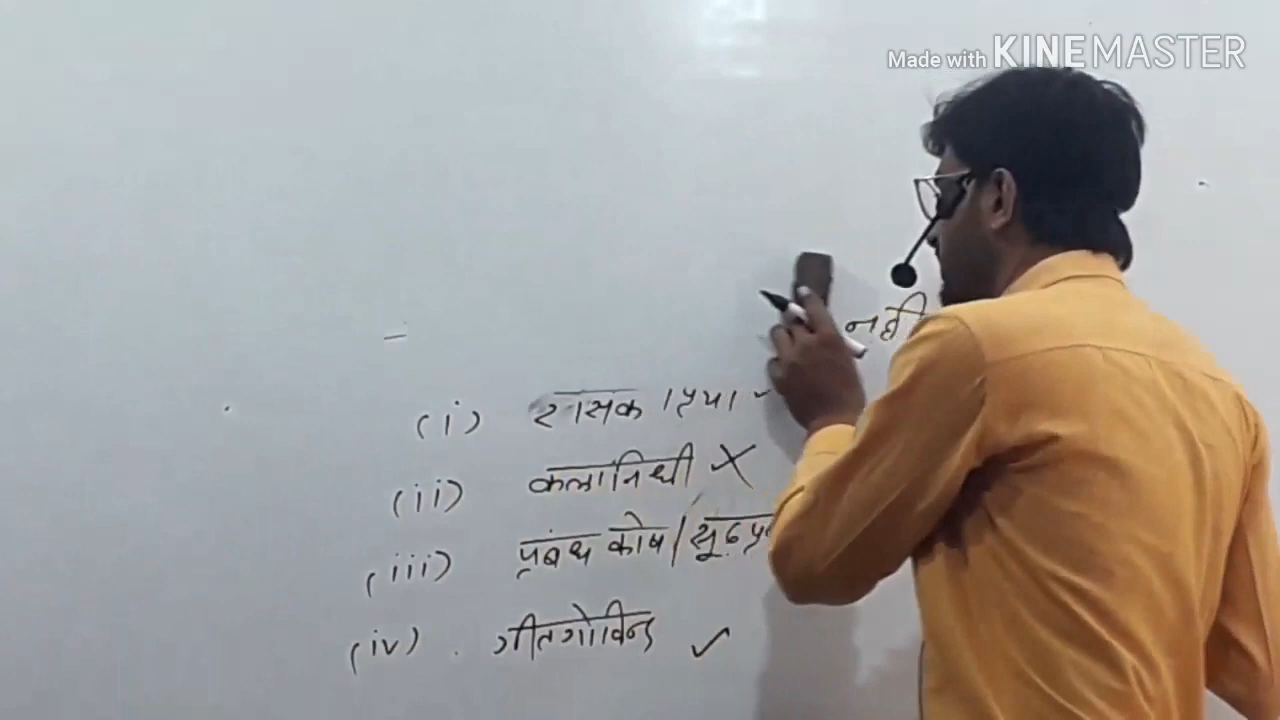 Made with KINEMASTER
नही
(i) रासक प्रिया ✓
(ii) कलानिधी ✗
(iii) प्रबंध कोष /
(iv) गीतगोविन्द ✓